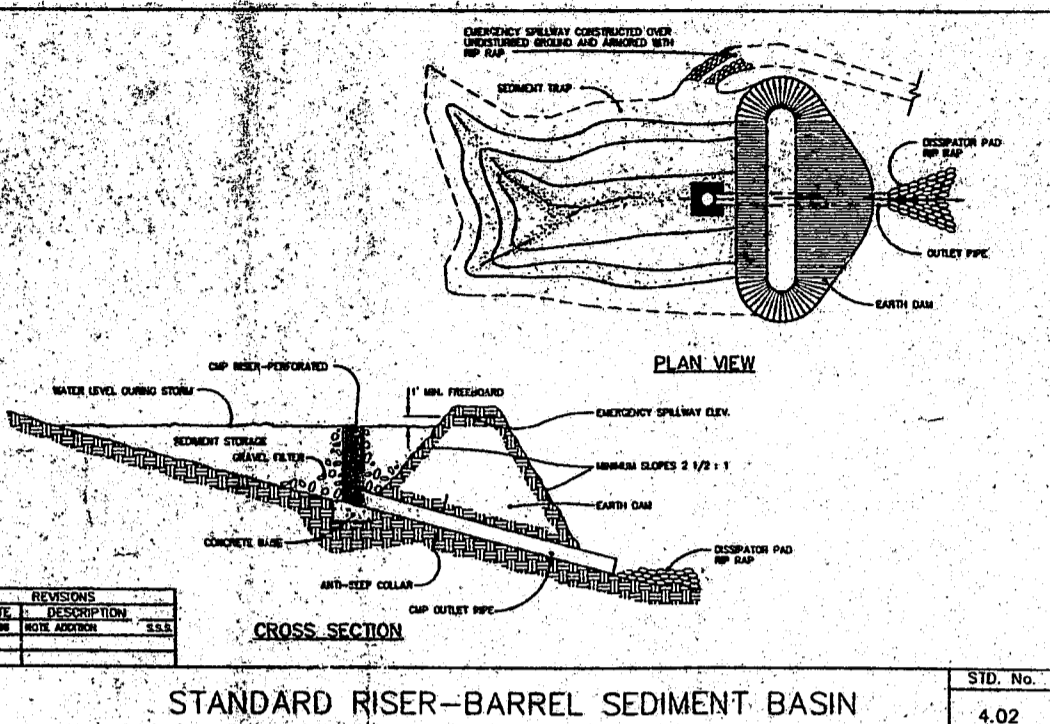 EMERGENCY SPILLWAY CONSTRUCTED OVER
UNDISTURBED GROUND AND ARMORED WITH
RIP RAP
SEDIMENT TRAP
DISSIPATOR PAD
RIP RAP
OUTLET PIPE
EARTH DAM
PLAN VIEW
CMP RISER-PERFORATED
WATER LEVEL DURING STORM
1' MIN. FREEBOARD
EMERGENCY SPILLWAY ELEV.
SEDIMENT STORAGE
GRAVEL FILTER
MINIMUM SLOPES 2 1/2 : 1
EARTH DAM
CONCRETE BASE
DISSIPATOR PAD
RIP RAP
ANTI-SEEP COLLAR
CMP OUTLET PIPE
CROSS SECTION
REVISIONS
DESCRIPTION
NOTE ADDITION S.S.S.
STANDARD RISER-BARREL SEDIMENT BASIN
STD. No.
4.02